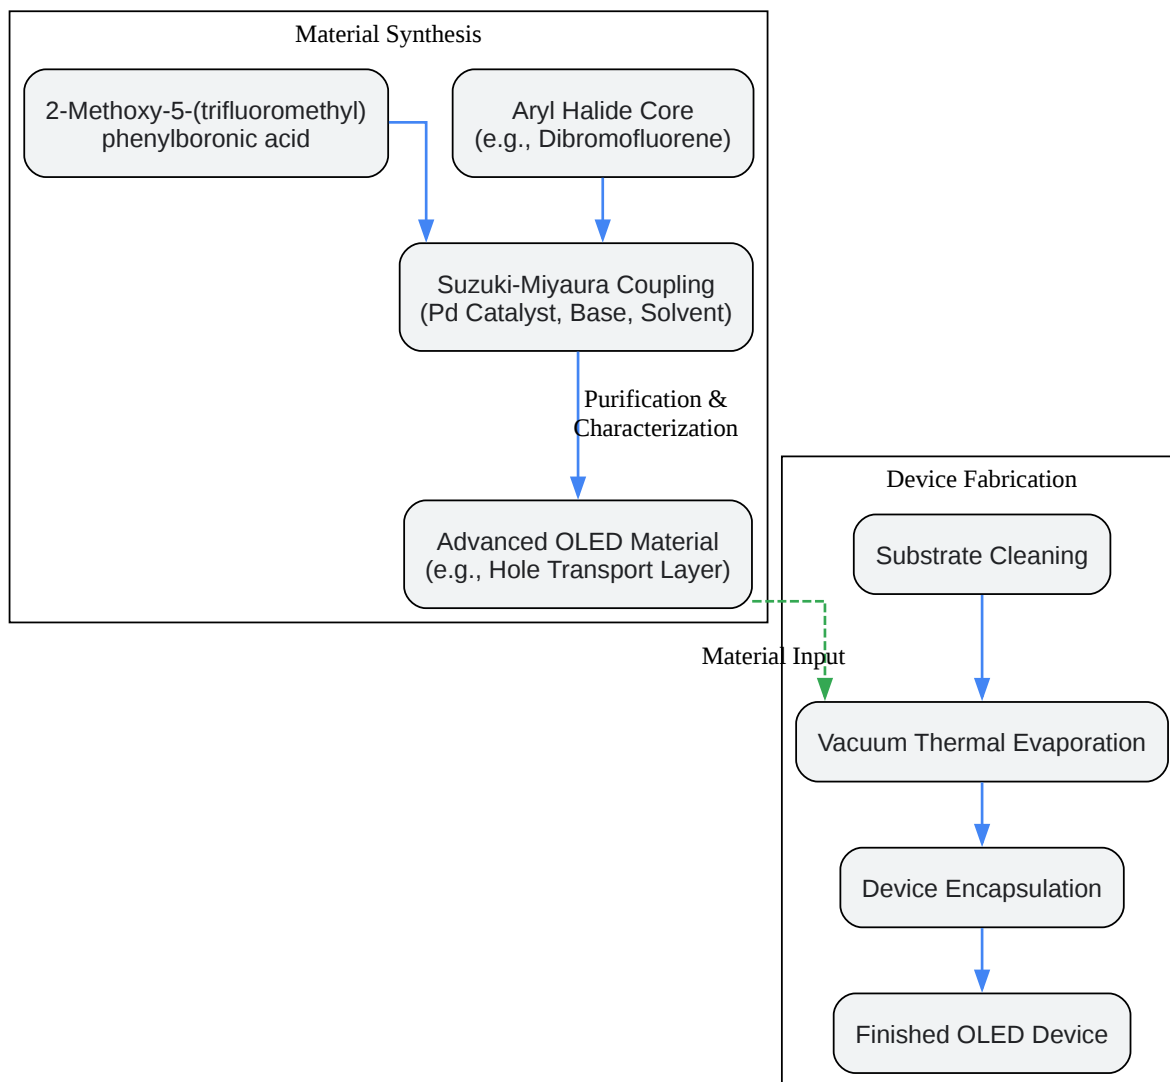 Material Synthesis
2-Methoxy-5-(trifluoromethyl)
phenylboronic acid
Aryl Halide Core
(e.g., Dibromofluorene)
Suzuki-Miyaura Coupling
(Pd Catalyst, Base, Solvent)
Purification &
Characterization
Advanced OLED Material
(e.g., Hole Transport Layer)
Material Input
Device Fabrication
Substrate Cleaning
Vacuum Thermal Evaporation
Device Encapsulation
Finished OLED Device